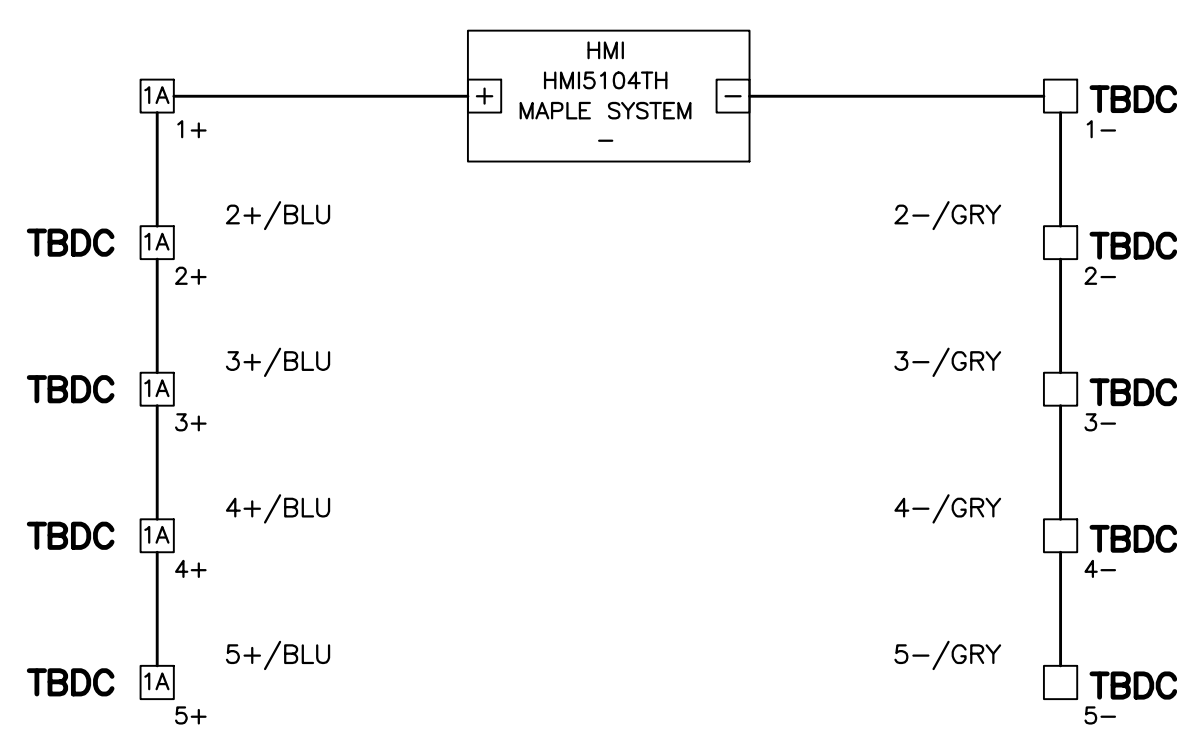 HMI
HMI5104TH
MAPLE SYSTEM
–
1A + – TBDC
1+ 1–
2+/BLU 2–/GRY
TBDC 1A TBDC
2+ 2–
3+/BLU 3–/GRY
TBDC 1A TBDC
3+ 3–
4+/BLU 4–/GRY
TBDC 1A TBDC
4+ 4–
5+/BLU 5–/GRY
TBDC 1A TBDC
5+ 5–